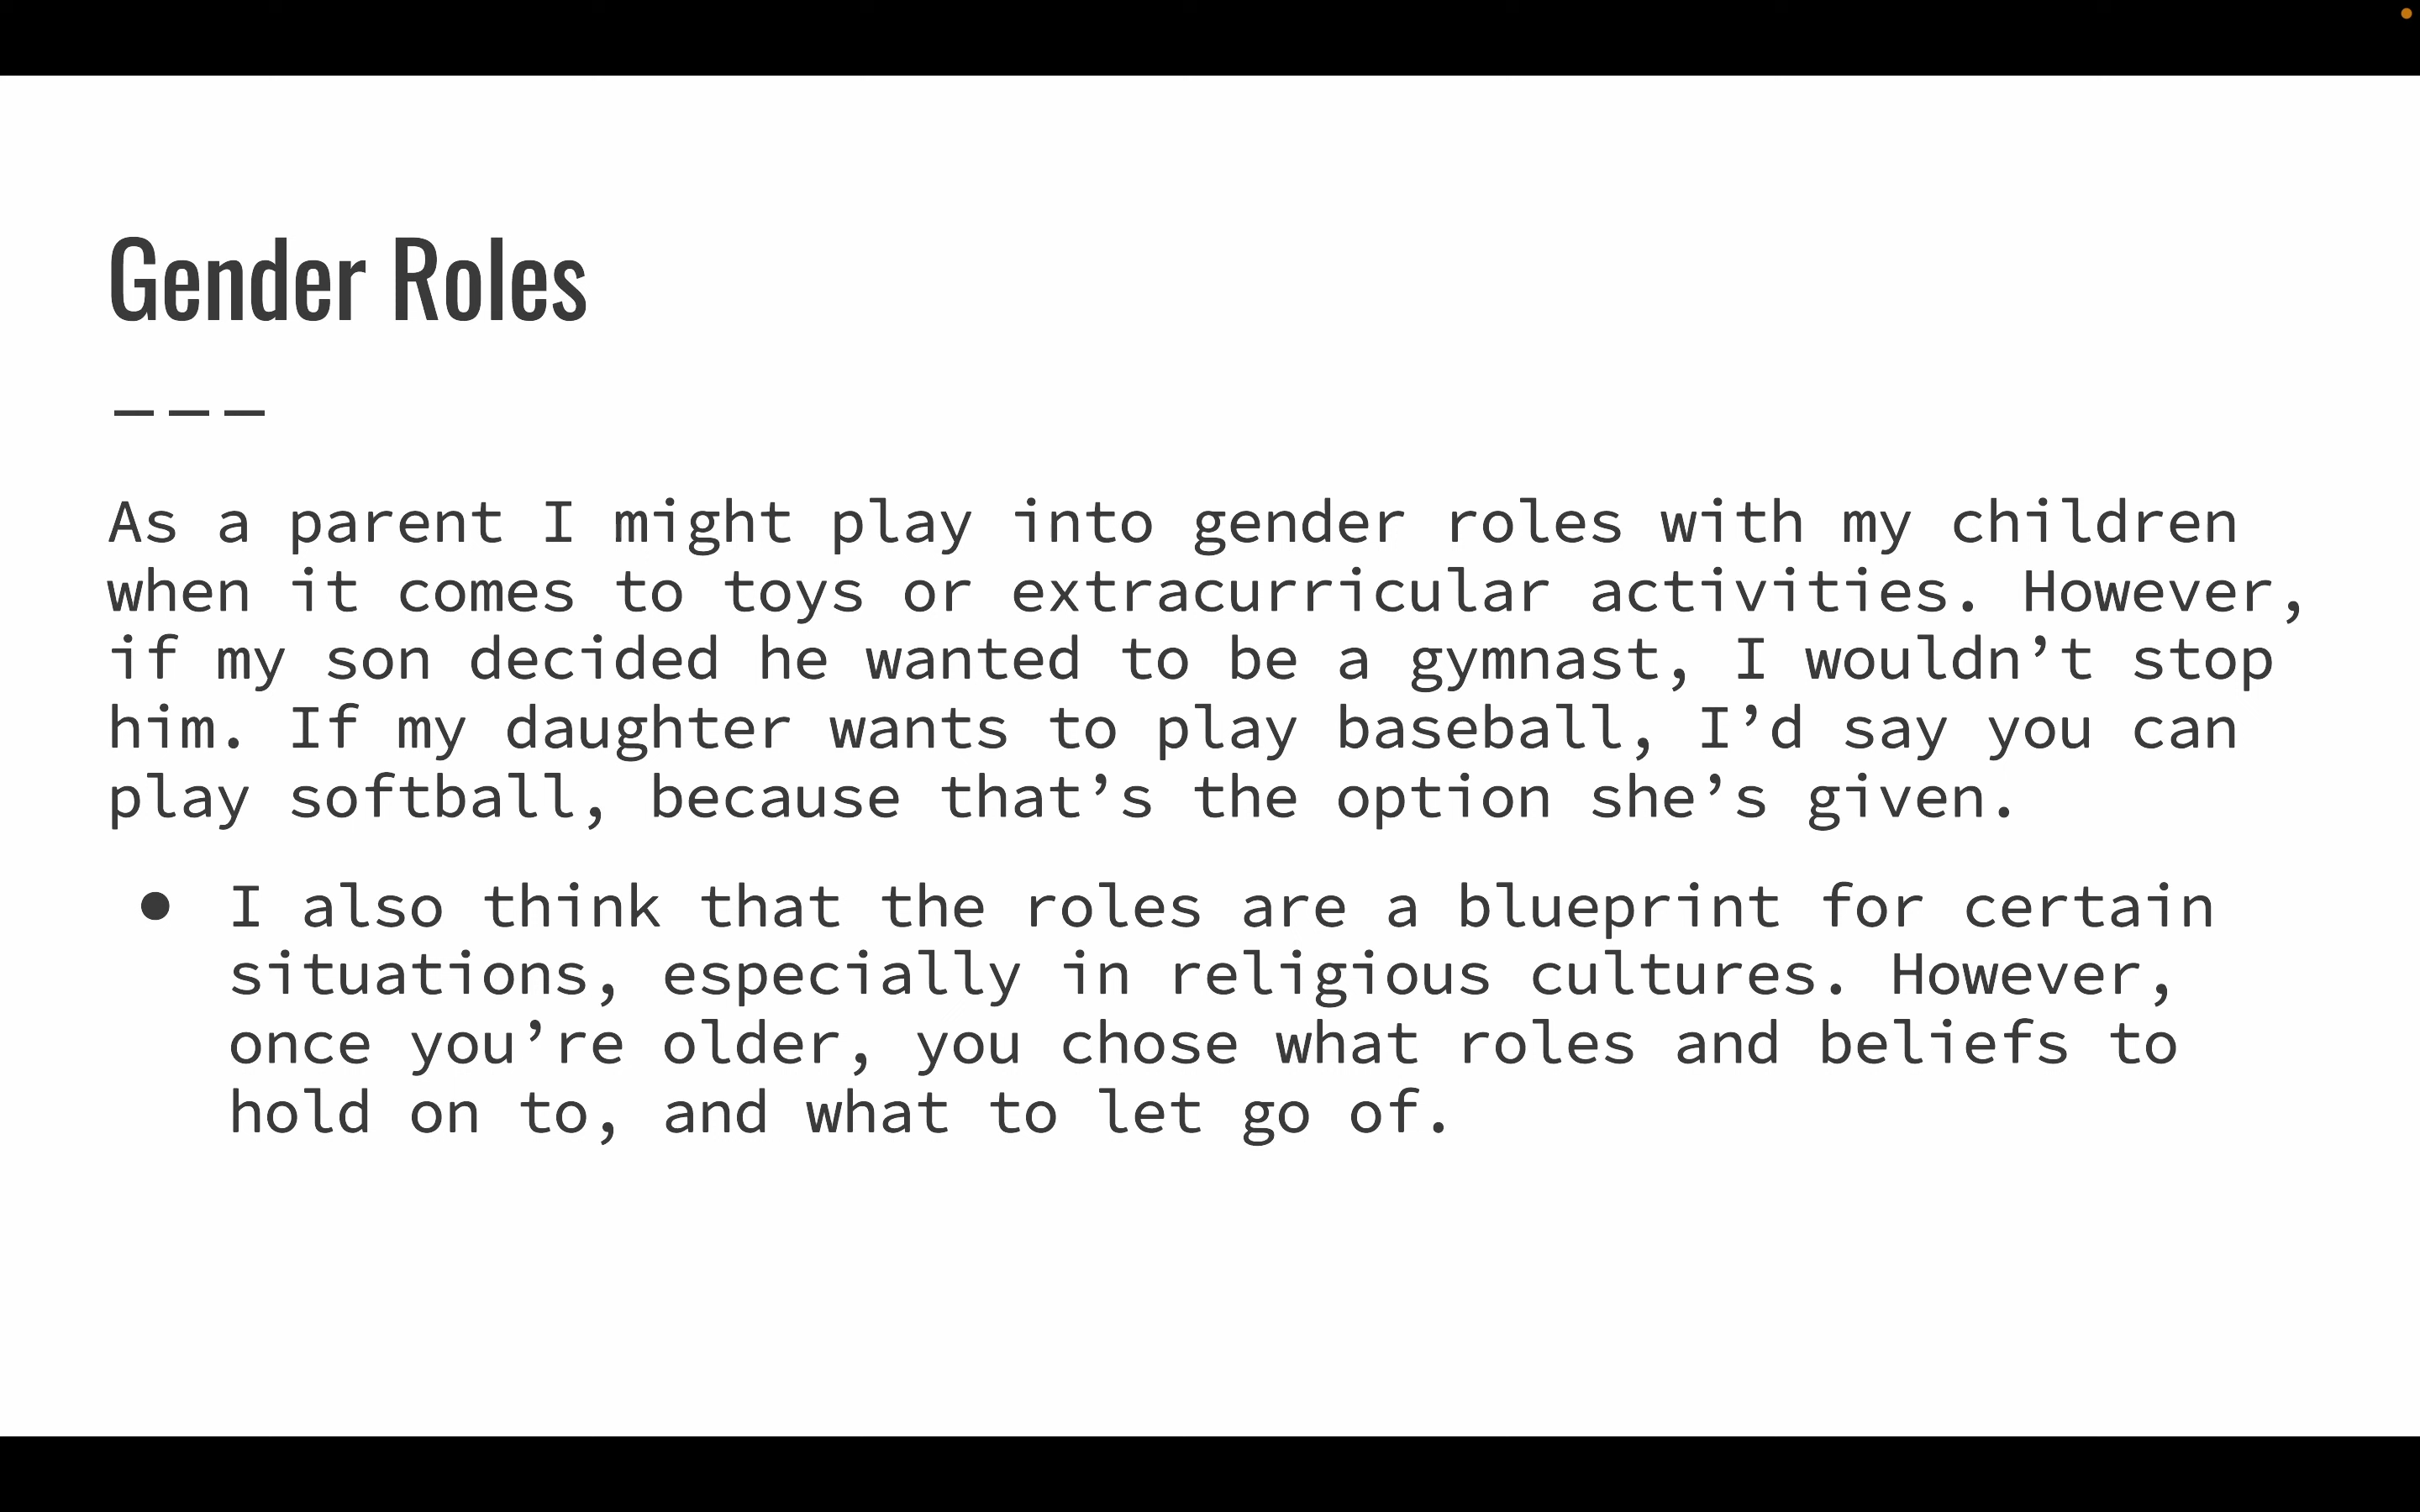 Gender Roles
———
As a parent I might play into gender roles with my children
when it comes to toys or extracurricular activities. However,
if my son decided he wanted to be a gymnast, I wouldn’t stop
him. If my daughter wants to play baseball, I’d say you can
play softball, because that’s the option she’s given.
● I also think that the roles are a blueprint for certain
situations, especially in religious cultures. However,
once you’re older, you chose what roles and beliefs to
hold on to, and what to let go of.